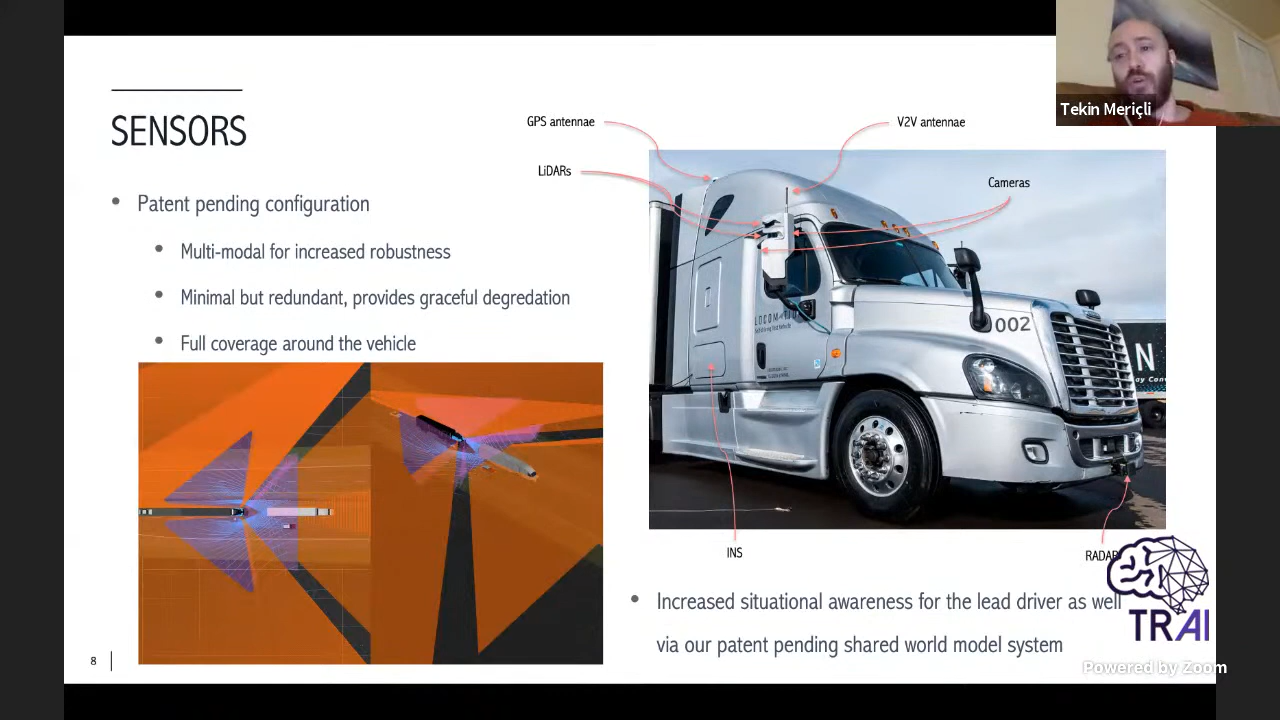 Tekin Meriçli
SENSORS
GPS antennae
V2V antennae
LiDARs
Cameras
• Patent pending configuration
• Multi-modal for increased robustness
• Minimal but redundant, provides graceful degredation
• Full coverage around the vehicle
002
N
INS
RADAR
• Increased situational awareness for the lead driver as well
via our patent pending shared world model system
TRAI
8
Powered by Zoom